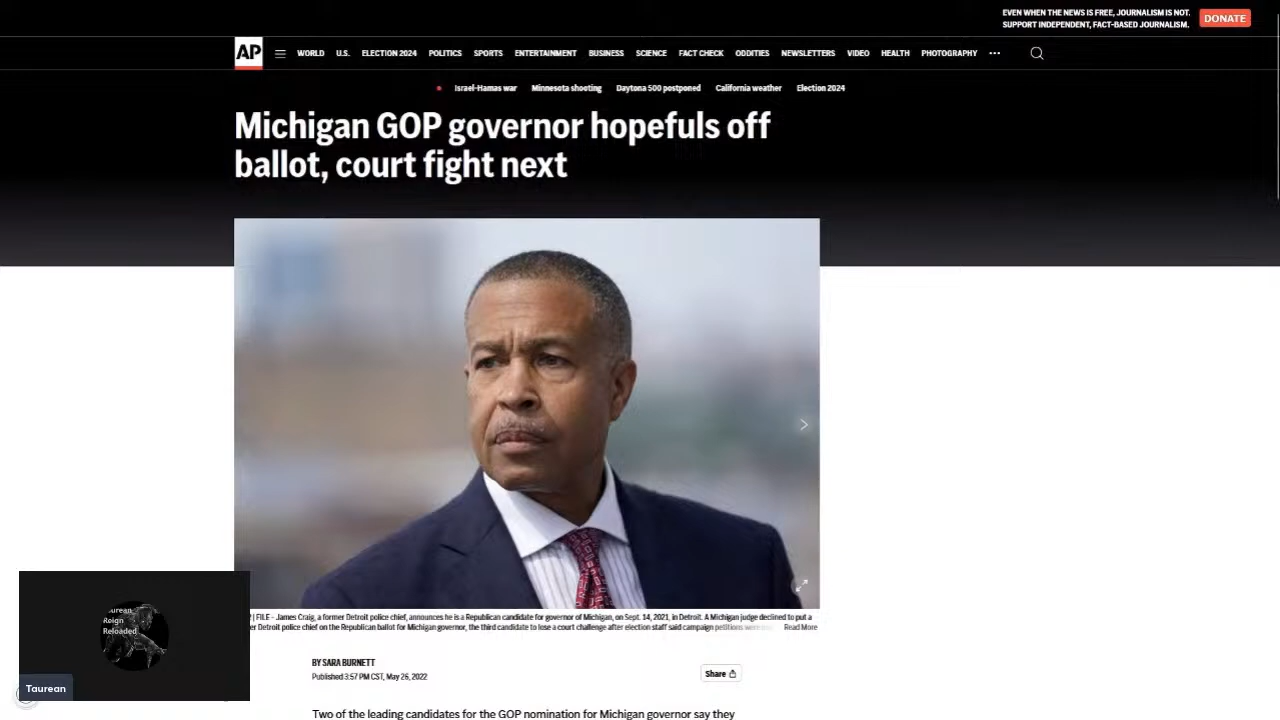 EVEN WHEN THE NEWS IS FREE, JOURNALISM IS NOT.
SUPPORT INDEPENDENT, FACT-BASED JOURNALISM.
DONATE
AP
WORLD U.S. ELECTION 2024 POLITICS SPORTS ENTERTAINMENT BUSINESS SCIENCE FACT CHECK ODDITIES NEWSLETTERS VIDEO HEALTH PHOTOGRAPHY
Israel-Hamas war Minnesota shooting Daytona 500 postponed California weather Election 2024
Michigan GOP governor hopefuls off
ballot, court fight next
| FILE - James Craig, a former Detroit police chief, announces he is a Republican candidate for governor of Michigan, on Sept. 14, 2021, in Detroit. A Michigan judge declined to put a
er Detroit police chief on the Republican ballot for Michigan governor, the third candidate to lose a court challenge after election staff said campaign petitions were Read More
BY SARA BURNETT
Published 3:57 PM CST, May 26, 2022
Share
Two of the leading candidates for the GOP nomination for Michigan governor say they
Reign
Reloaded
Taurean